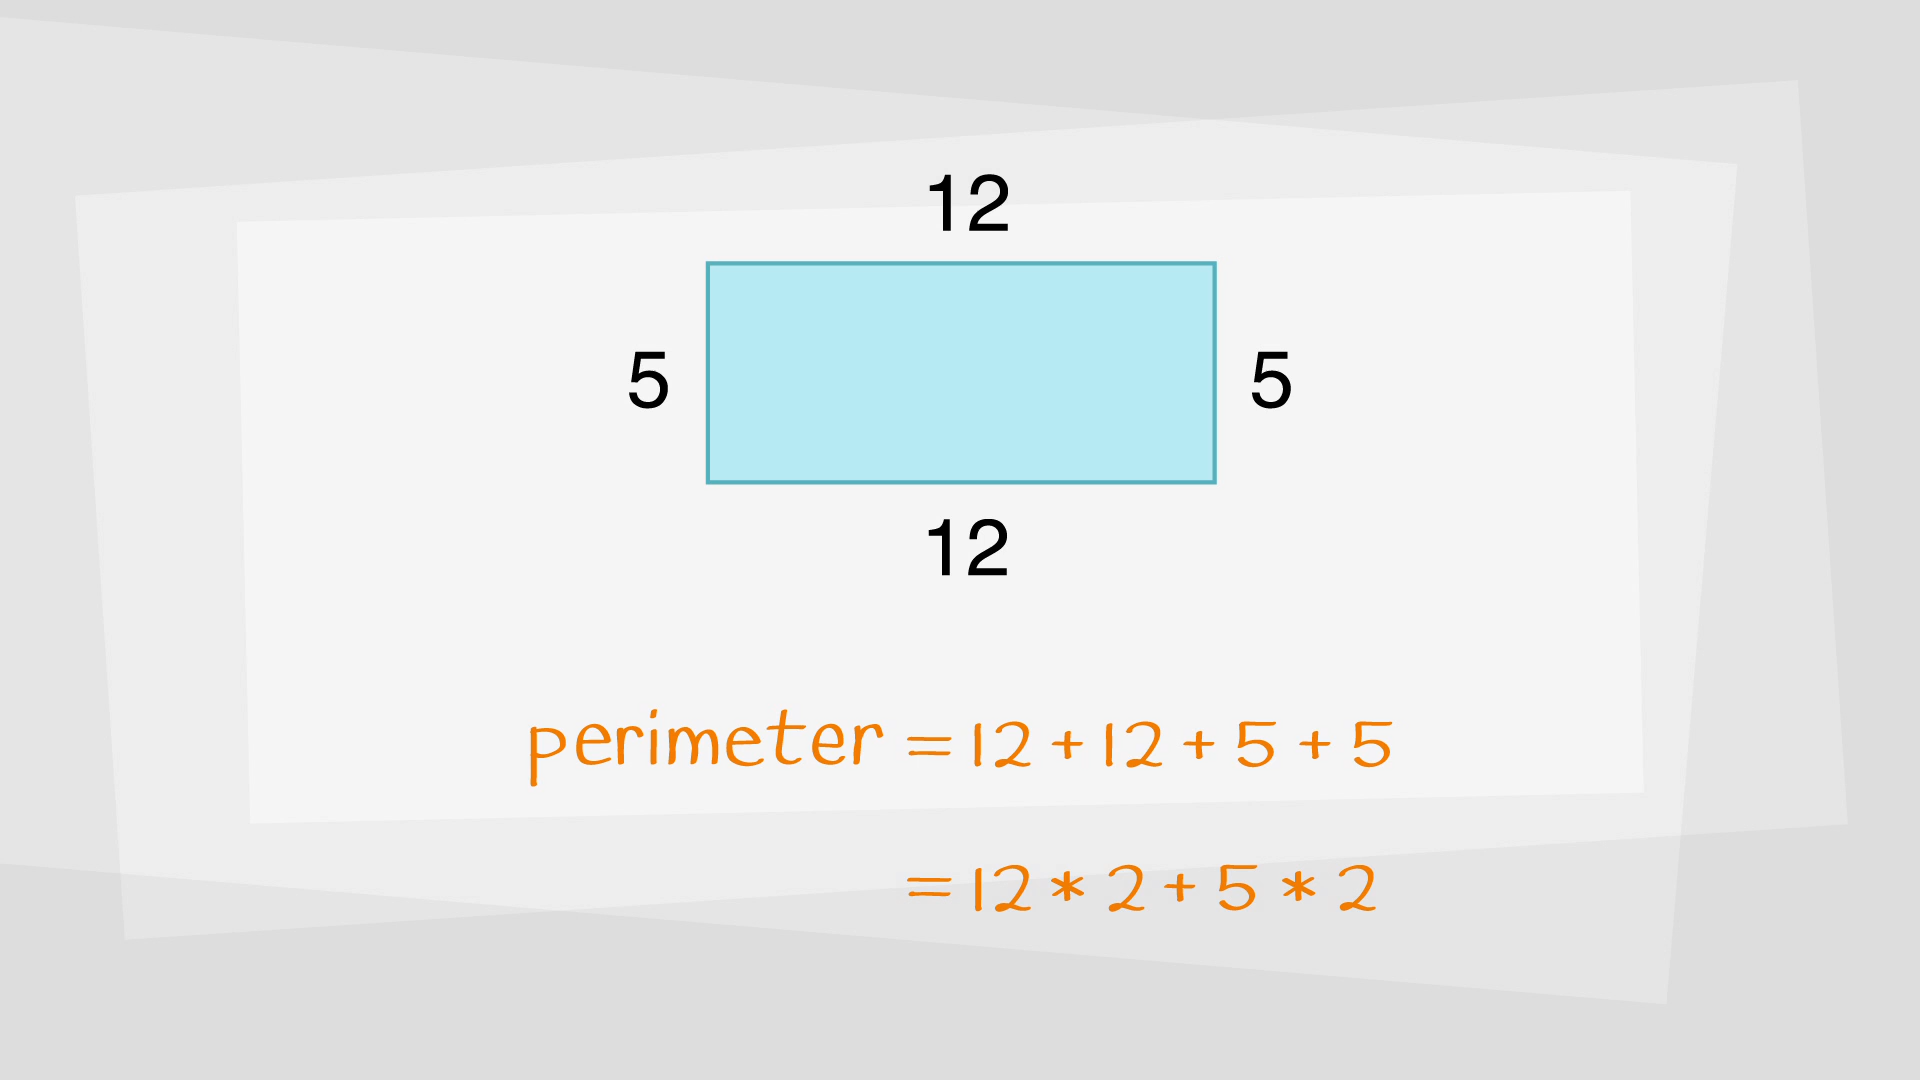 12
5 5
12
perimeter = 12 + 12 + 5 + 5
= 12 * 2 + 5 * 2